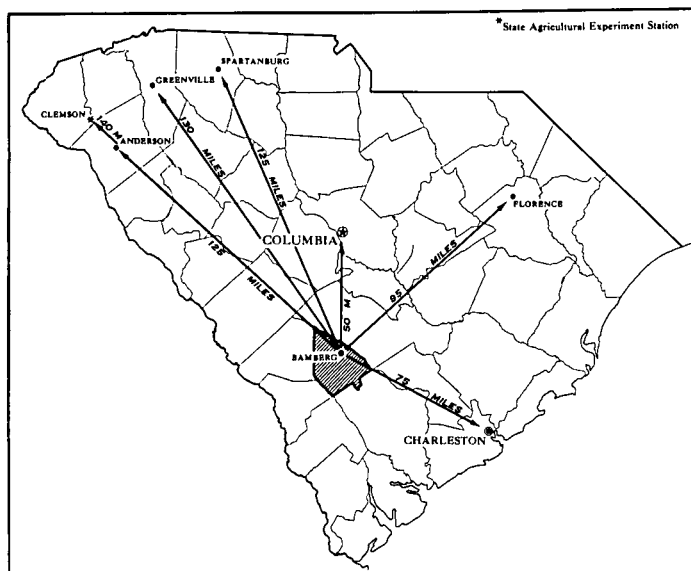 *State Agricultural Experiment Station
SPARTANBURG
GREENVILLE
CLEMSON
140 M
ANDERSON
130 MILES
125 MILES
FLORENCE
COLUMBIA
125 MILES
85 MILES
50 M
BAMBERG
75 MILES
CHARLESTON